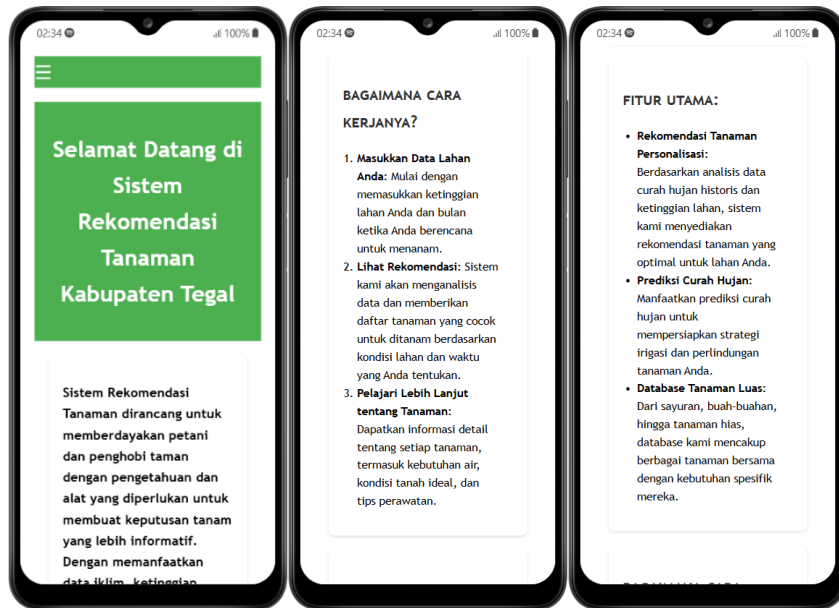 02:34
100%
Selamat Datang di
Sistem
Rekomendasi
Tanaman
Kabupaten Tegal
Sistem Rekomendasi
Tanaman dirancang untuk
memberdayakan petani
dan penghobi taman
dengan pengetahuan dan
alat yang diperlukan untuk
membuat keputusan tanam
yang lebih informatif.
Dengan memanfaatkan
data iklim, ketinggian
02:34
100%
BAGAIMANA CARA
KERJANYA?
1. Masukkan Data Lahan
Anda: Mulai dengan
memasukkan ketinggian
lahan Anda dan bulan
ketika Anda berencana
untuk menanam.
2. Lihat Rekomendasi: Sistem
kami akan menganalisis
data dan memberikan
daftar tanaman yang cocok
untuk ditanam berdasarkan
kondisi lahan dan waktu
yang Anda tentukan.
3. Pelajari Lebih Lanjut
tentang Tanaman:
Dapatkan informasi detail
tentang setiap tanaman,
termasuk kebutuhan air,
kondisi tanah ideal, dan
tips perawatan.
02:34
100%
FITUR UTAMA:
• Rekomendasi Tanaman
Personalisasi:
Berdasarkan analisis data
curah hujan historis dan
ketinggian lahan, sistem
kami menyediakan
rekomendasi tanaman yang
optimal untuk lahan Anda.
• Prediksi Curah Hujan:
Manfaatkan prediksi curah
hujan untuk
mempersiapkan strategi
irigasi dan perlindungan
tanaman Anda.
• Database Tanaman Luas:
Dari sayuran, buah-buahan,
hingga tanaman hias,
database kami mencakup
berbagai tanaman bersama
dengan kebutuhan spesifik
mereka.
BAGAIMANA CARA